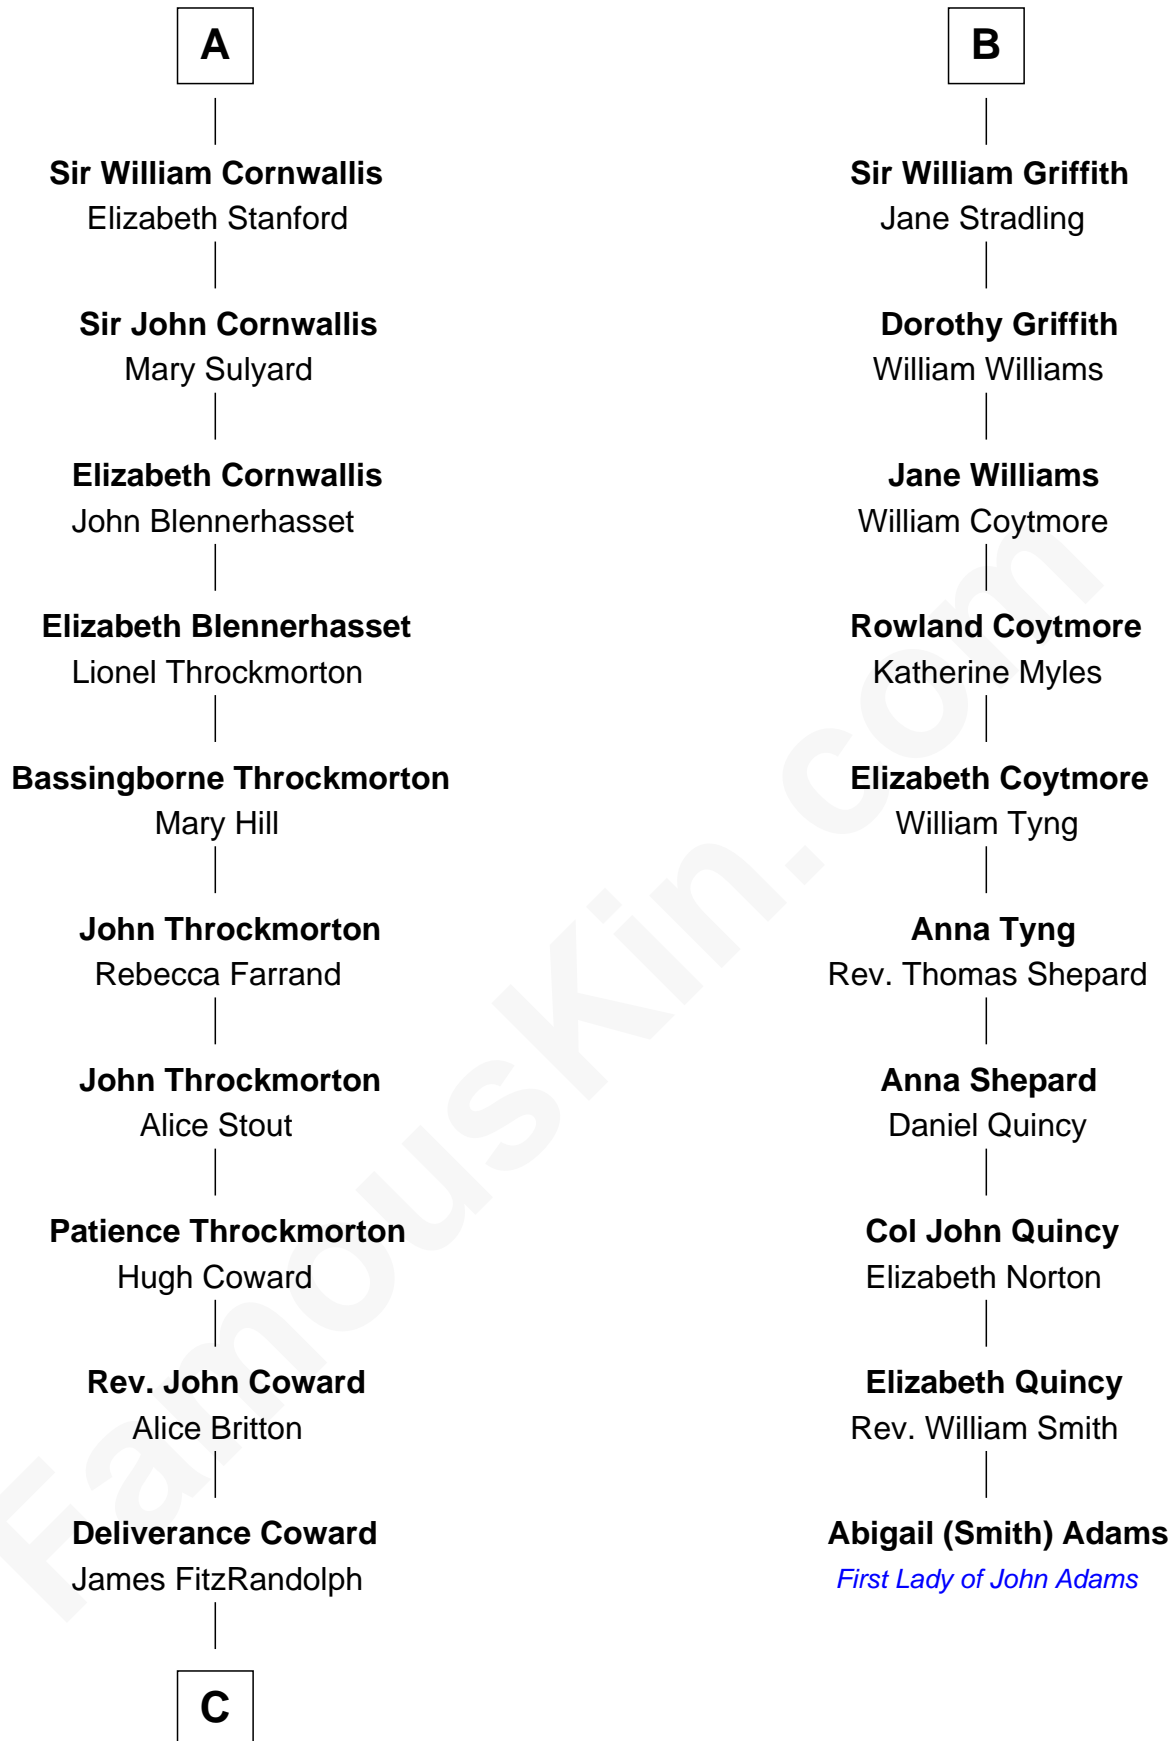 A
Sir William Cornwallis
Elizabeth Stanford
Sir John Cornwallis
Mary Sulyard
Elizabeth Cornwallis
John Blennerhasset
Elizabeth Blennerhasset
Lionel Throckmorton
Bassingborne Throckmorton
Mary Hill
John Throckmorton
Rebecca Farrand
John Throckmorton
Alice Stout
Patience Throckmorton
Hugh Coward
Rev. John Coward
Alice Britton
Deliverance Coward
James FitzRandolph
C
B
Sir William Griffith
Jane Stradling
Dorothy Griffith
William Williams
Jane Williams
William Coytmore
Rowland Coytmore
Katherine Myles
Elizabeth Coytmore
William Tyng
Anna Tyng
Rev. Thomas Shepard
Anna Shepard
Daniel Quincy
Col John Quincy
Elizabeth Norton
Elizabeth Quincy
Rev. William Smith
Abigail (Smith) Adams
First Lady of John Adams
FamousKin.com